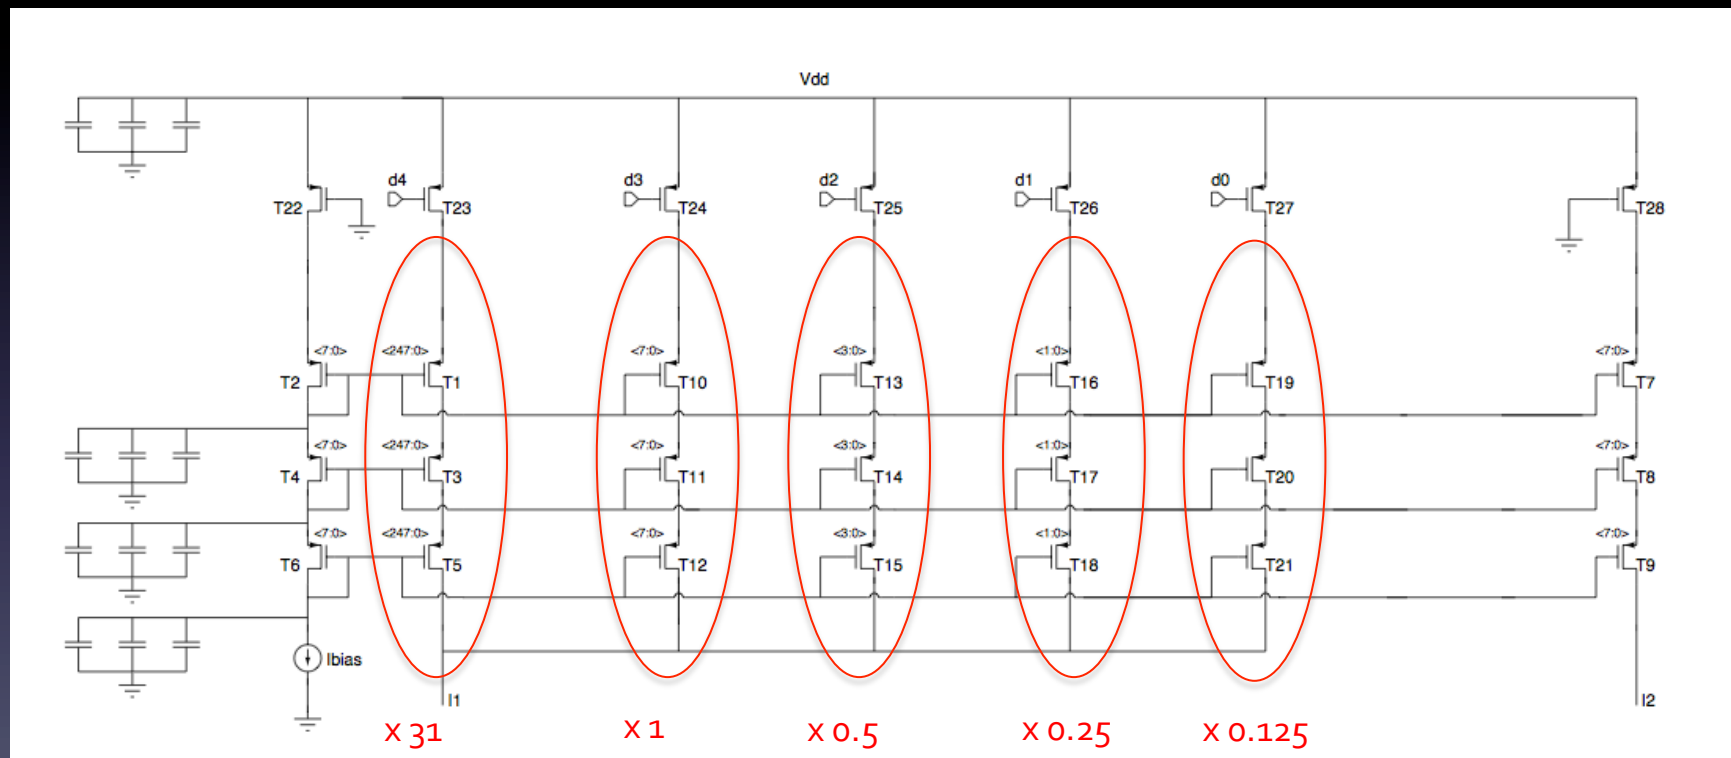 Vdd
d4 d3 d2 d1 d0
T22 T23 T24 T25 T26 T27 T28
<7:0> <247:0> <7:0> <3:0> <1:0> <7:0>
T2 T1 T10 T13 T16 T19 T7
<7:0> <247:0> <7:0> <3:0> <1:0> <7:0>
T4 T3 T11 T14 T17 T20 T8
<7:0> <247:0> <7:0> <3:0> <1:0> <7:0>
T6 T5 T12 T15 T18 T21 T9
Ibias
I1 I2
x 31 x 1 x 0.5 x 0.25 x 0.125